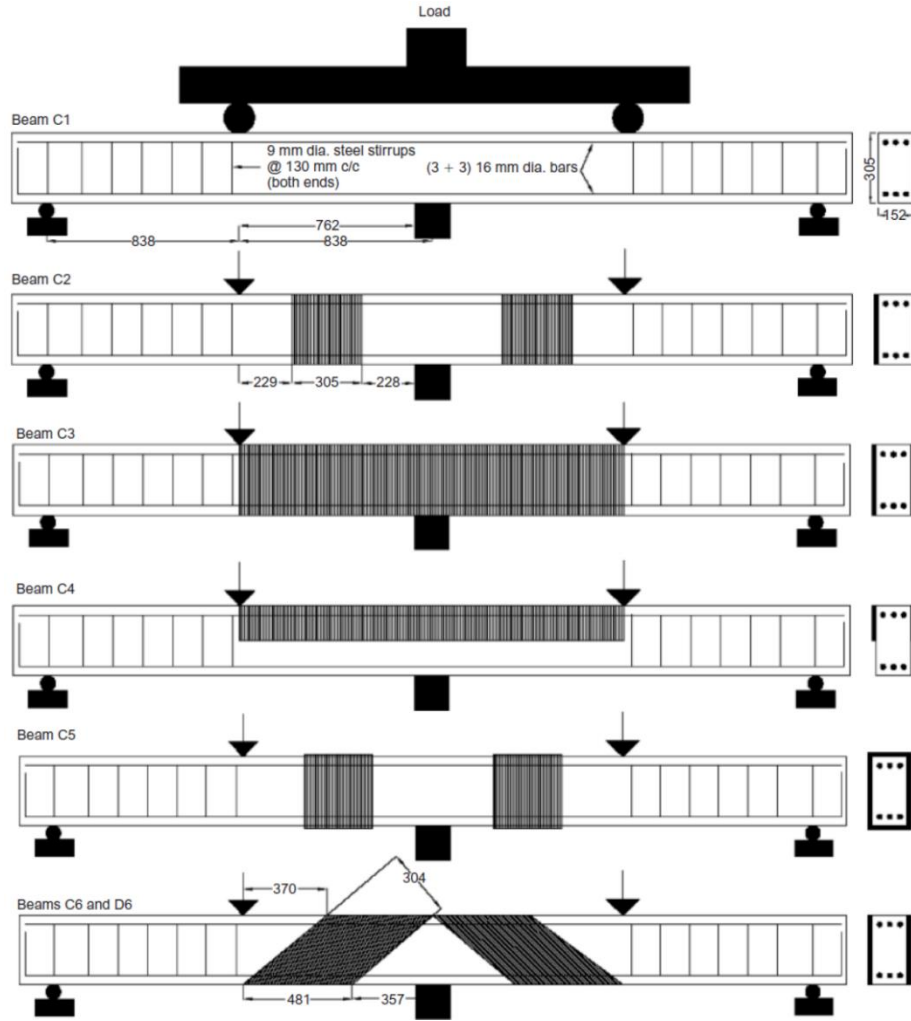 Load
Beam C1
9 mm dia. steel stirrups
@ 130 mm c/c
(both ends)
(3 + 3) 16 mm dia. bars
305
152
762
838
838
Beam C2
229
305
228
Beam C3
Beam C4
Beam C5
Beams C6 and D6
370
304
481
357